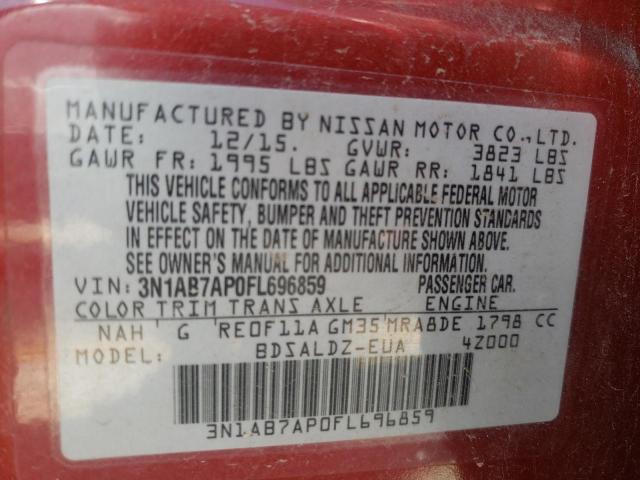 MANUFACTURED BY NISSAN MOTOR CO.,LTD.
DATE: 12/15. GVWR: 3823 LBS
GAWR FR: 1995 LBS GAWR RR: 1841 LBS
THIS VEHICLE CONFORMS TO ALL APPLICABLE FEDERAL MOTOR
VEHICLE SAFETY, BUMPER AND THEFT PREVENTION STANDARDS
IN EFFECT ON THE DATE OF MANUFACTURE SHOWN ABOVE.
SEE OWNER'S MANUAL FOR ADDITIONAL INFORMATION.
VIN: 3N1AB7AP0FL696859 PASSENGER CAR.
COLOR TRIM TRANS AXLE ENGINE
NAH G RE0F11A GM35 MRA8DE 1798 CC
MODEL: BDSALDZ-EUA 4Z000
3N1AB7AP0FL696859